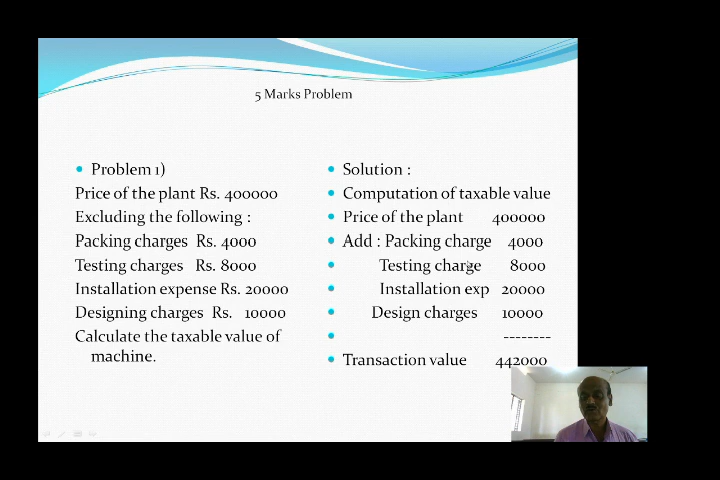 5 Marks Problem
Problem 1)
Price of the plant Rs. 400000
Excluding the following :
Packing charges Rs. 4000
Testing charges Rs. 8000
Installation expense Rs. 20000
Designing charges Rs. 10000
Calculate the taxable value of
machine.
Solution :
Computation of taxable value
Price of the plant 400000
Add : Packing charge 4000
Testing charge 8000
Installation exp 20000
Design charges 10000
--------
Transaction value 442000